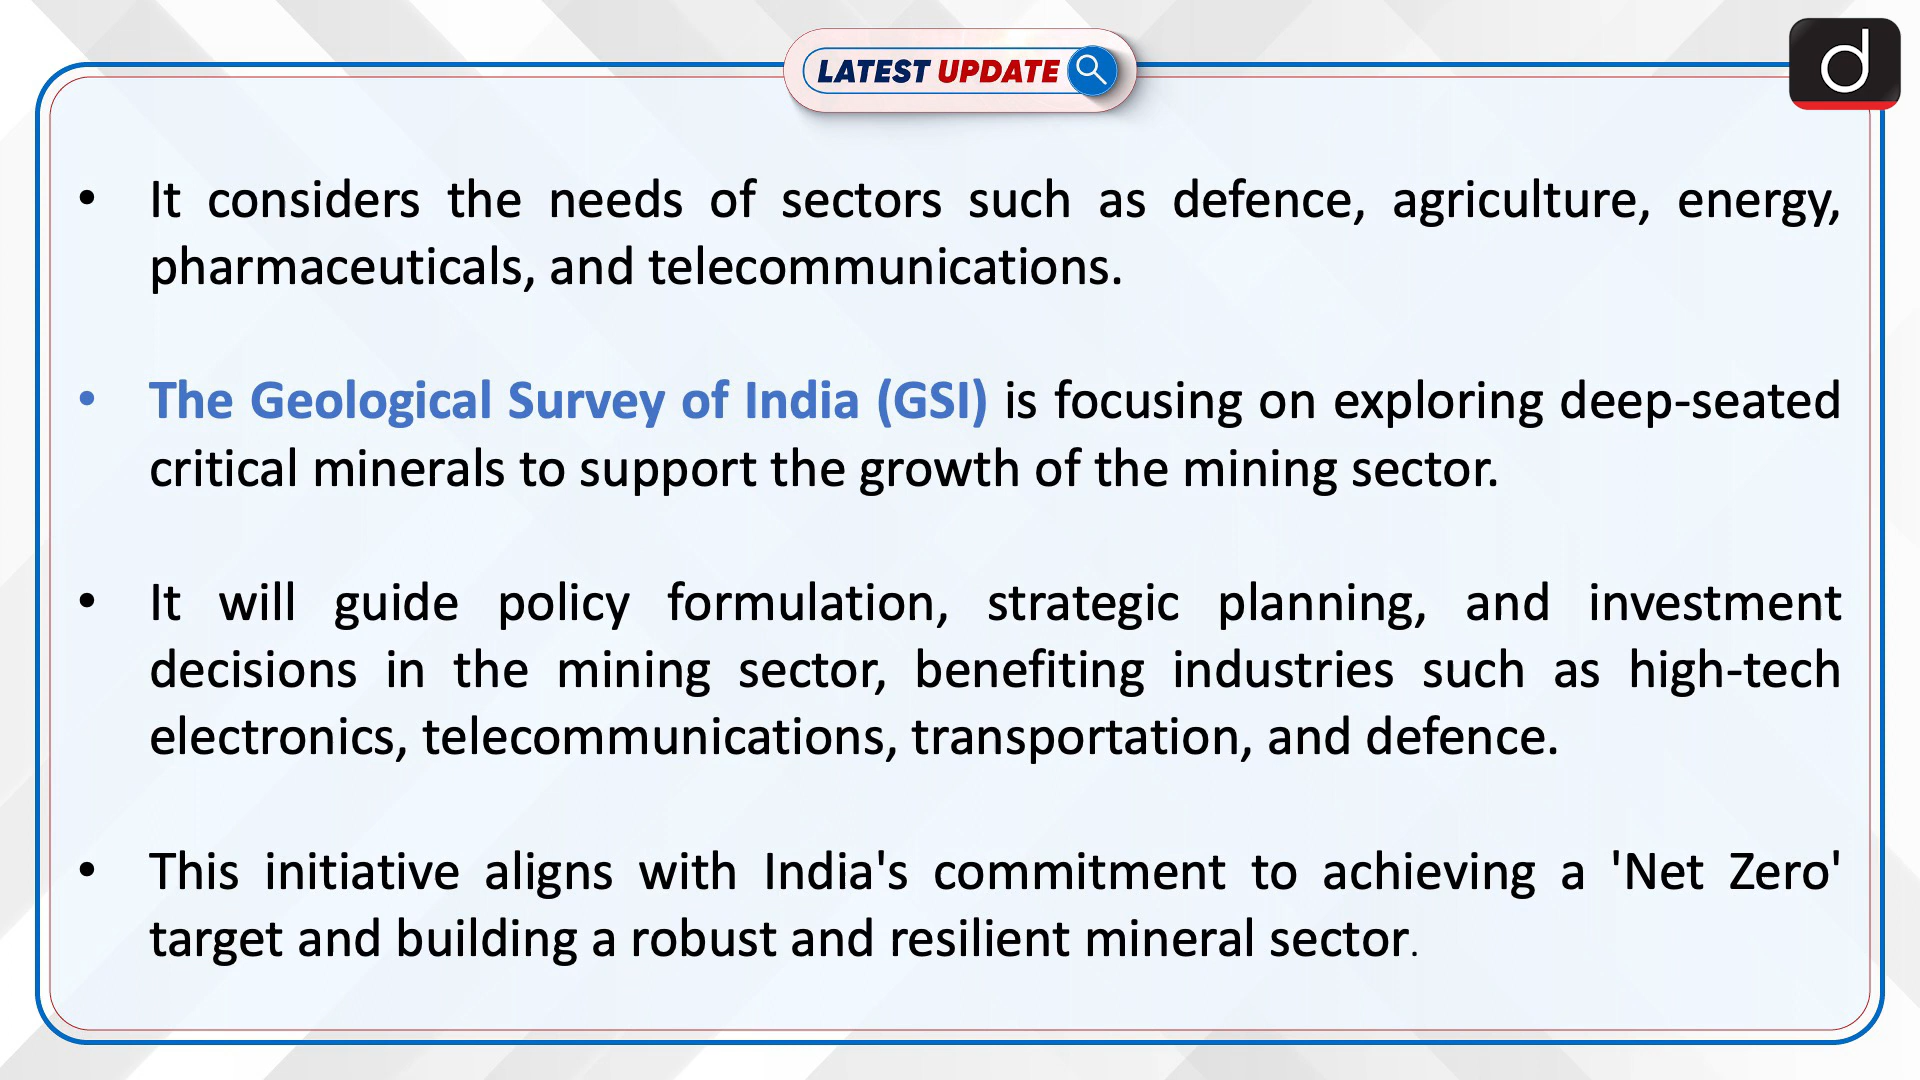 LATEST UPDATE
d
• It considers the needs of sectors such as defence, agriculture, energy,
pharmaceuticals, and telecommunications.
• The Geological Survey of India (GSI) is focusing on exploring deep-seated
critical minerals to support the growth of the mining sector.
• It will guide policy formulation, strategic planning, and investment
decisions in the mining sector, benefiting industries such as high-tech
electronics, telecommunications, transportation, and defence.
• This initiative aligns with India's commitment to achieving a 'Net Zero'
target and building a robust and resilient mineral sector.